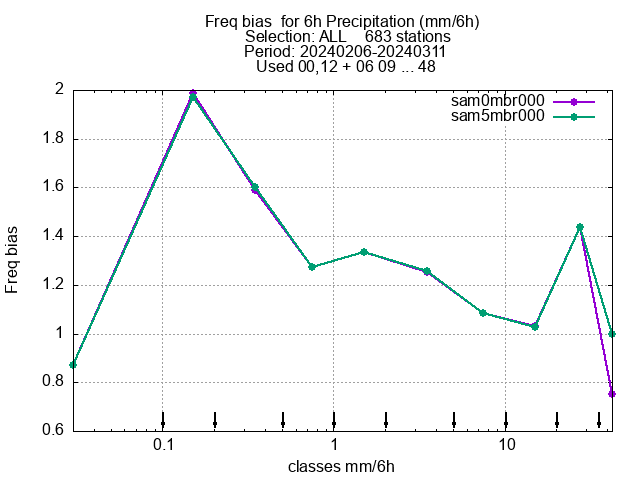 Freq bias  for 6h Precipitation (mm/6h)
Selection: ALL    683 stations
Period: 20240206-20240311
Used 00,12 + 06 09 ... 48
sam0mbr000
sam5mbr000
2
1.8
1.6
1.4
1.2
1
0.8
0.6
Freq bias
0.1 1 10
classes mm/6h